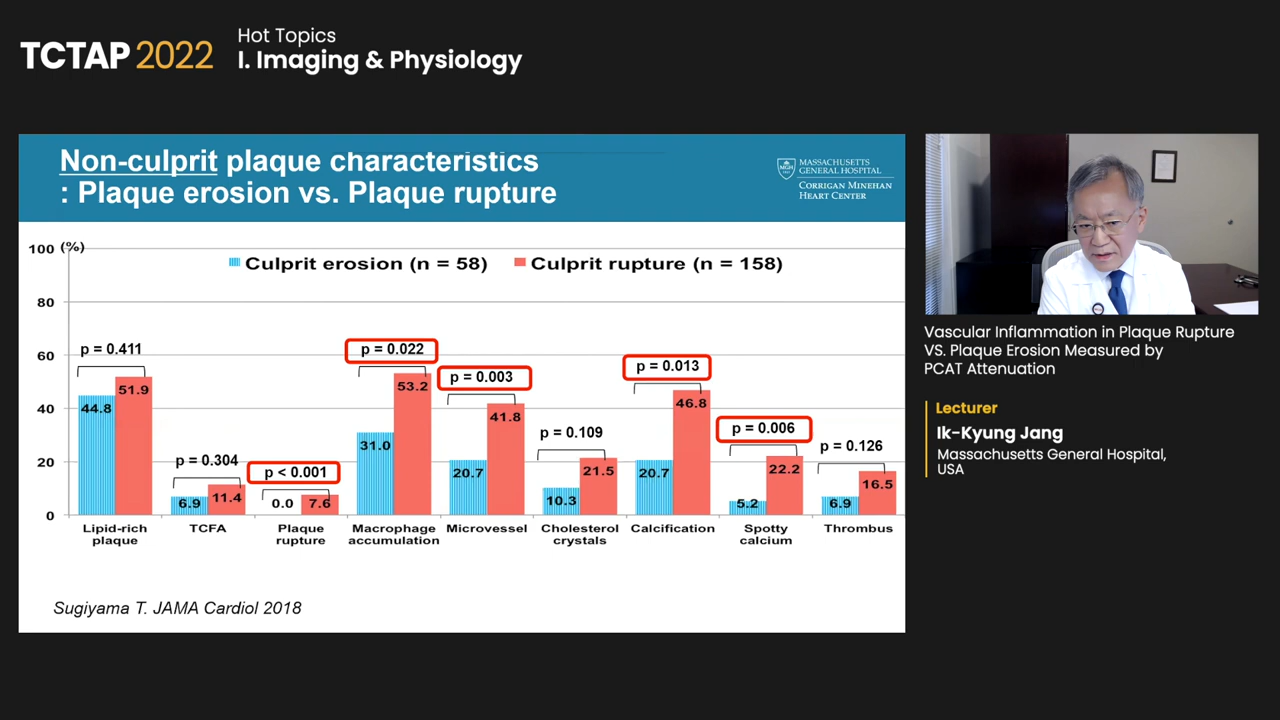 TCTAP 2022
Hot Topics
I. Imaging & Physiology
Non-culprit plaque characteristics
: Plaque erosion vs. Plaque rupture
MASSACHUSETTS
GENERAL HOSPITAL
CORRIGAN MINEHAN
HEART CENTER
100 (%)
80
60
40
20
0
Culprit erosion (n = 58)
Culprit rupture (n = 158)
p = 0.411
44.8
51.9
Lipid-rich
plaque
p = 0.304
6.9
11.4
TCFA
p < 0.001
0.0
7.6
Plaque
rupture
p = 0.022
31.0
53.2
Macrophage
accumulation
p = 0.003
20.7
41.8
Microvessel
p = 0.109
10.3
21.5
Cholesterol
crystals
p = 0.013
20.7
46.8
Calcification
p = 0.006
5.2
22.2
Spotty
calcium
p = 0.126
6.9
16.5
Thrombus
Sugiyama T. JAMA Cardiol 2018
Vascular Inflammation in Plaque Rupture
VS. Plaque Erosion Measured by
PCAT Attenuation
Lecturer
Ik-Kyung Jang
Massachusetts General Hospital,
USA